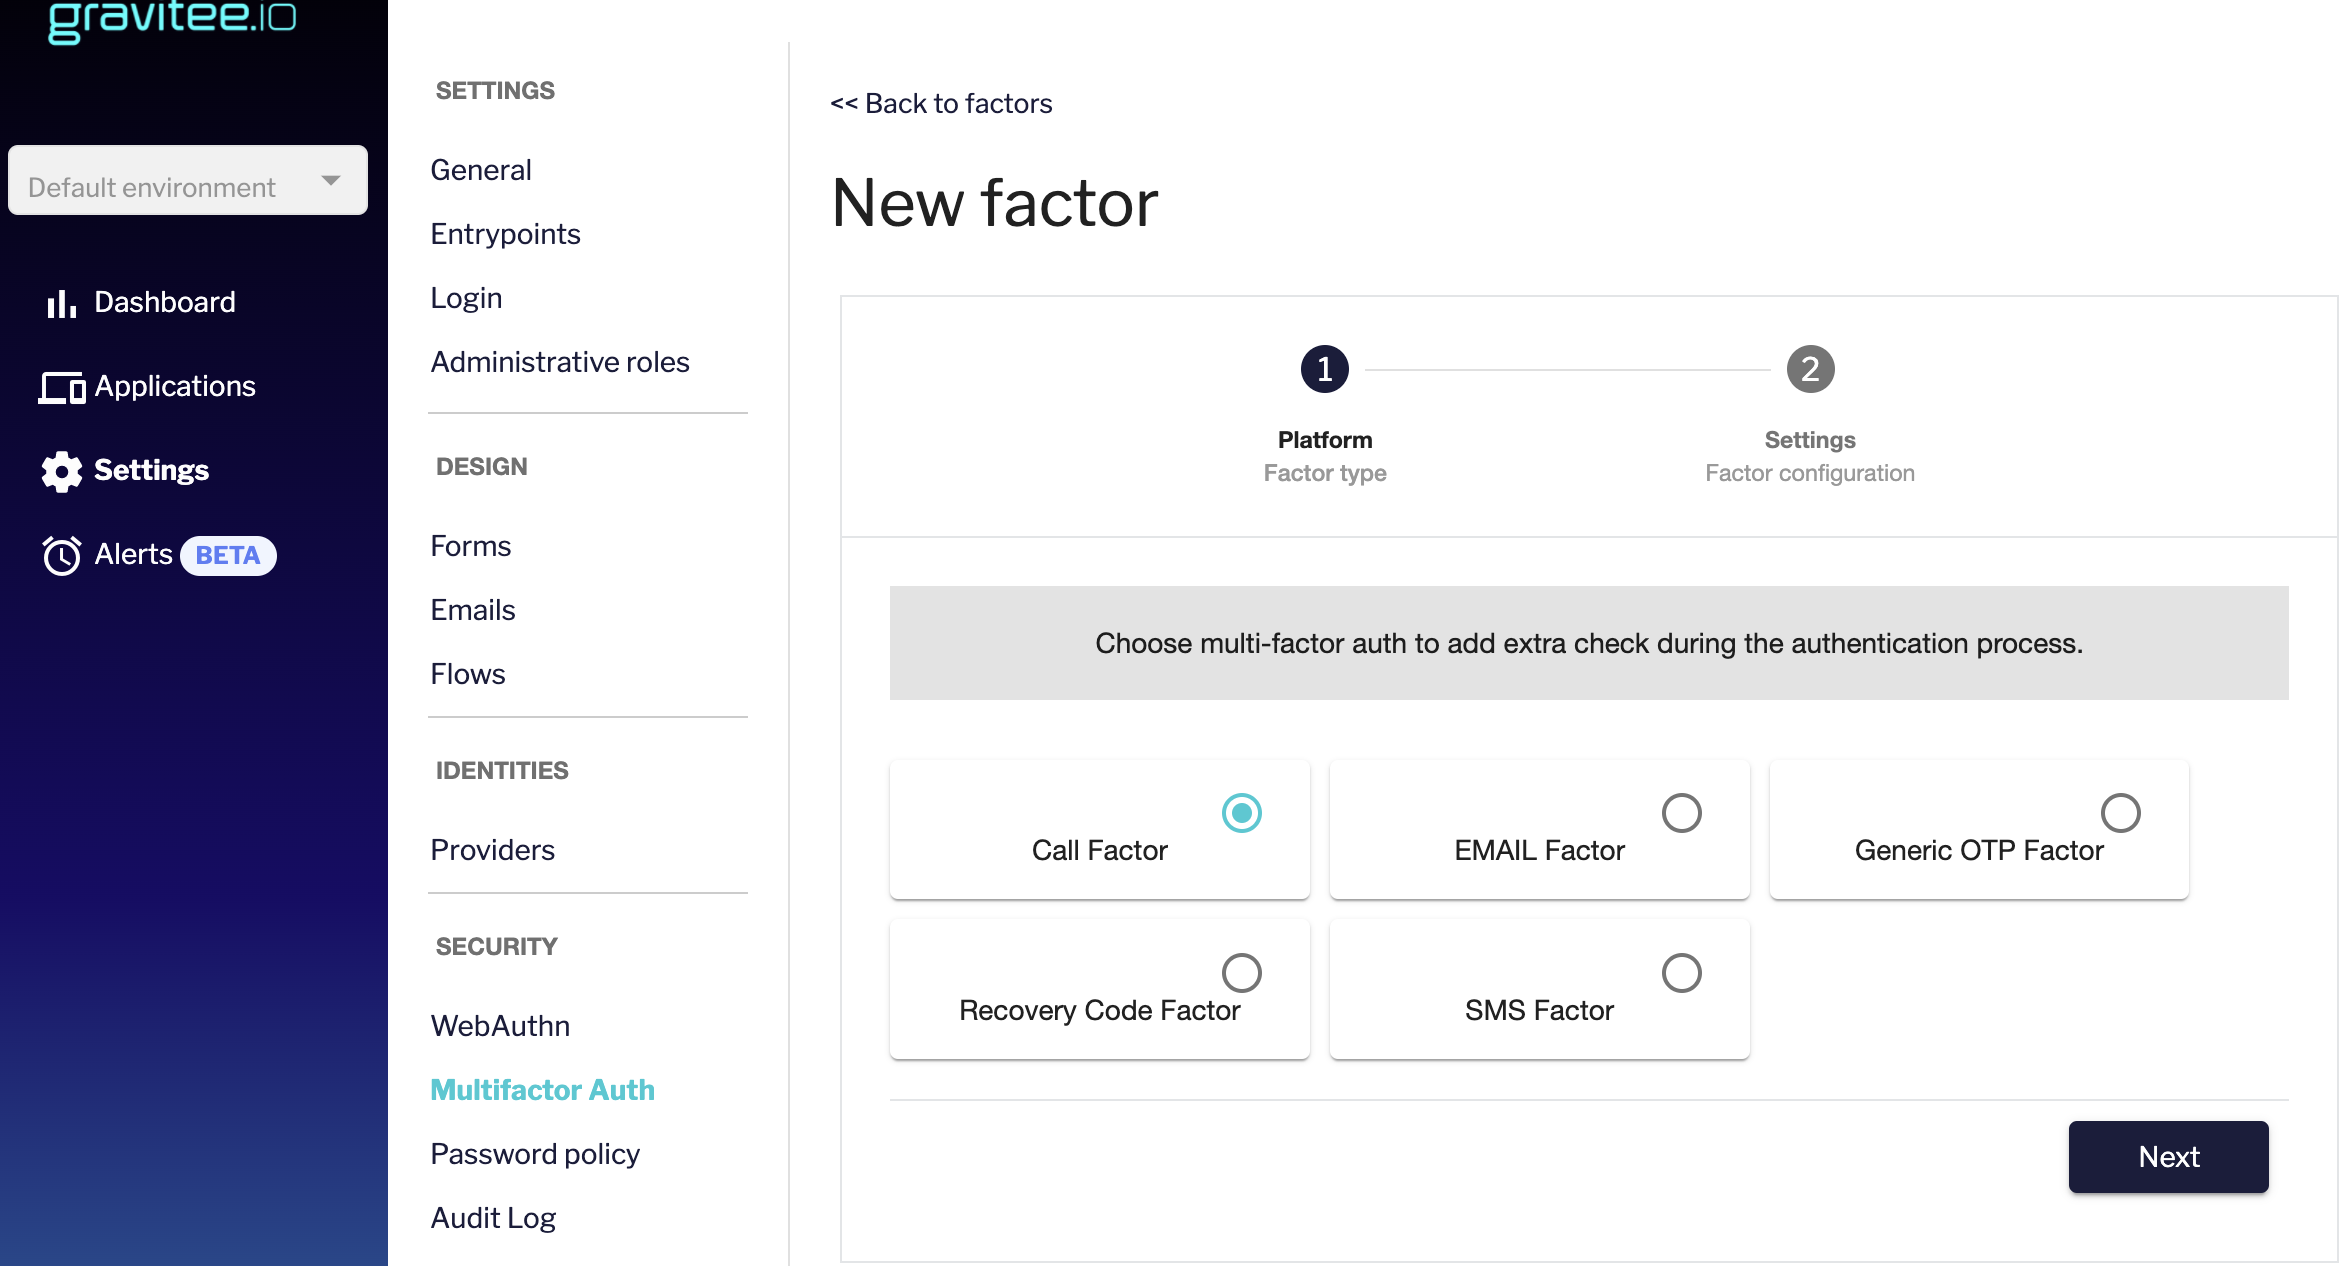 gravitee.io
Default environment
Dashboard
Applications
Settings
Alerts BETA
SETTINGS
General
Entrypoints
Login
Administrative roles
DESIGN
Forms
Emails
Flows
IDENTITIES
Providers
SECURITY
WebAuthn
Multifactor Auth
Password policy
Audit Log
<< Back to factors
New factor
1
Platform
Factor type
2
Settings
Factor configuration
Choose multi-factor auth to add extra check during the authentication process.
Call Factor
EMAIL Factor
Generic OTP Factor
Recovery Code Factor
SMS Factor
Next